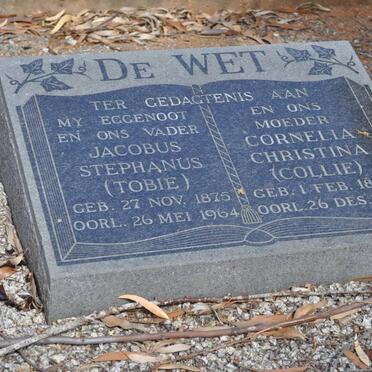 DE WET
TER GEDAGTENIS AAN
MY EGGENOOT
EN ONS VADER
JACOBUS
STEPHANUS
(TOBIE)
GEB. 27 NOV. 1875
OORL. 26 MEI 1964
EN ONS
MOEDER
CORNELIA
CHRISTINA
(COLLIE)
GEB. 1 FEB. 18
OORL. 26 DES.